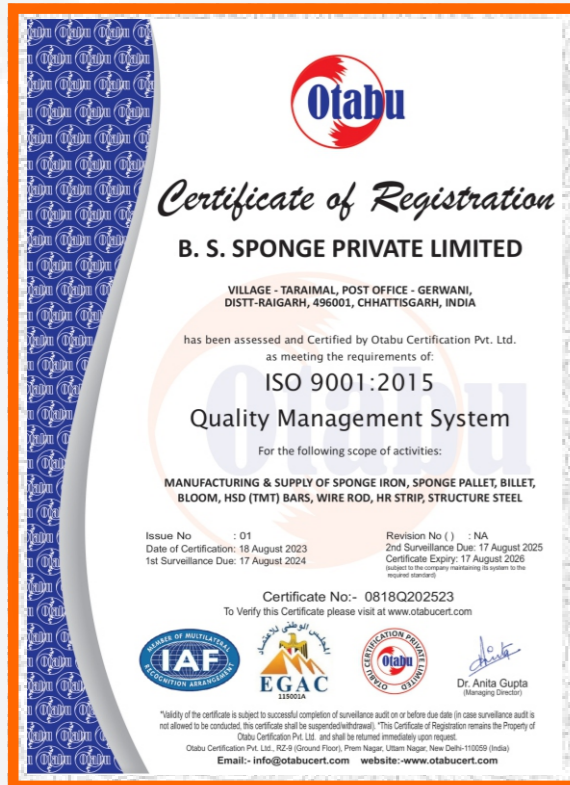 Otabu
Certificate of Registration
B. S. SPONGE PRIVATE LIMITED
VILLAGE - TARAIMAL, POST OFFICE - GERWANI,
DISTT-RAIGARH, 496001, CHHATTISGARH, INDIA
has been assessed and Certified by Otabu Certification Pvt. Ltd.
as meeting the requirements of:
ISO 9001:2015
Quality Management System
For the following scope of activities:
MANUFACTURING & SUPPLY OF SPONGE IRON, SPONGE PALLET, BILLET,
BLOOM, HSD (TMT) BARS, WIRE ROD, HR STRIP, STRUCTURE STEEL
Issue No : 01
Date of Certification: 18 August 2023
1st Surveillance Due: 17 August 2024
Revision No ( ) : NA
2nd Surveillance Due: 17 August 2025
Certificate Expiry: 17 August 2026
(subject to the company maintaining its system to the
required standard)
Certificate No:- 0818Q202523
To Verify this Certificate please visit at www.otabucert.com
MEMBER OF MULTILATERAL
RECOGNITION ARRANGEMENT
IAF
المجلس الوطني للاعتماد
EGAC
115001A
OTABU CERTIFICATION PRIVATE LIMITED
Otabu
Dr. Anita Gupta
(Managing Director)
"Validity of the certificate is subject to successful completion of surveillance audit on or before due date (in case surveillance audit is
not allowed to be conducted, this certificate shall be suspended/withdrawal). "This Certificate of Registration remains the Property of
Otabu Certification Pvt. Ltd. and shall be returned immediately upon request.
Otabu Certification Pvt. Ltd., RZ-9 (Ground Floor), Prem Nagar, Uttam Nagar, New Delhi-110059 (India)
Email:- info@otabucert.com website:-www.otabucert.com